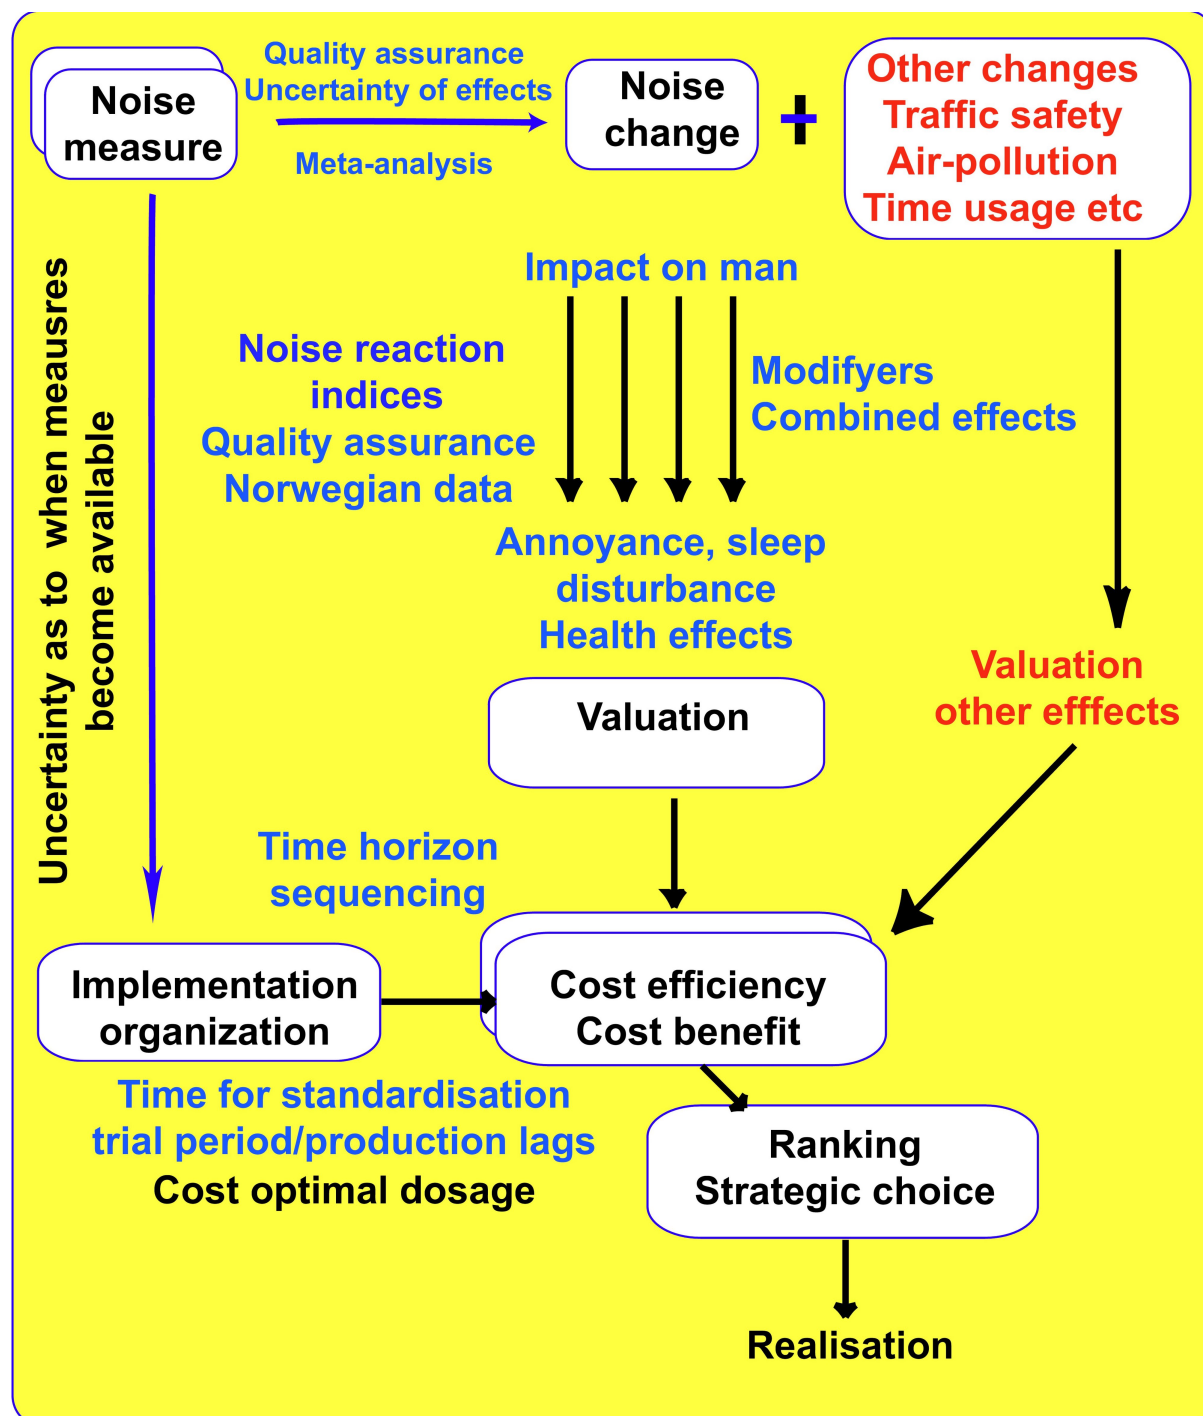 Noise
measure
Quality assurance
Uncertainty of effects
Meta-analysis
Noise
change
+
Other changes
Traffic safety
Air-pollution
Time usage etc
Impact on man
Noise reaction
indices
Quality assurance
Norwegian data
Modifyers
Combined effects
Uncertainty as to when meausres
become available
Annoyance, sleep
disturbance
Health effects
Valuation
other efffects
Valuation
Time horizon
sequencing
Implementation
organization
Cost efficiency
Cost benefit
Time for standardisation
trial period/production lags
Cost optimal dosage
Ranking
Strategic choice
Realisation